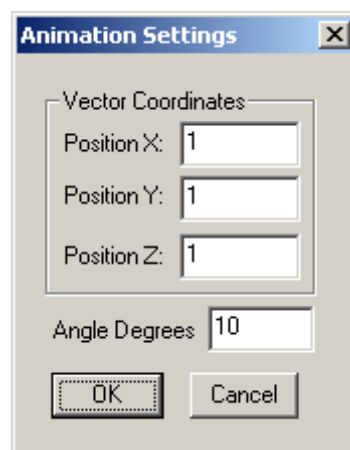 Animation Settings
Vector Coordinates
Position X: 1
Position Y: 1
Position Z: 1
Angle Degrees 10
OK Cancel